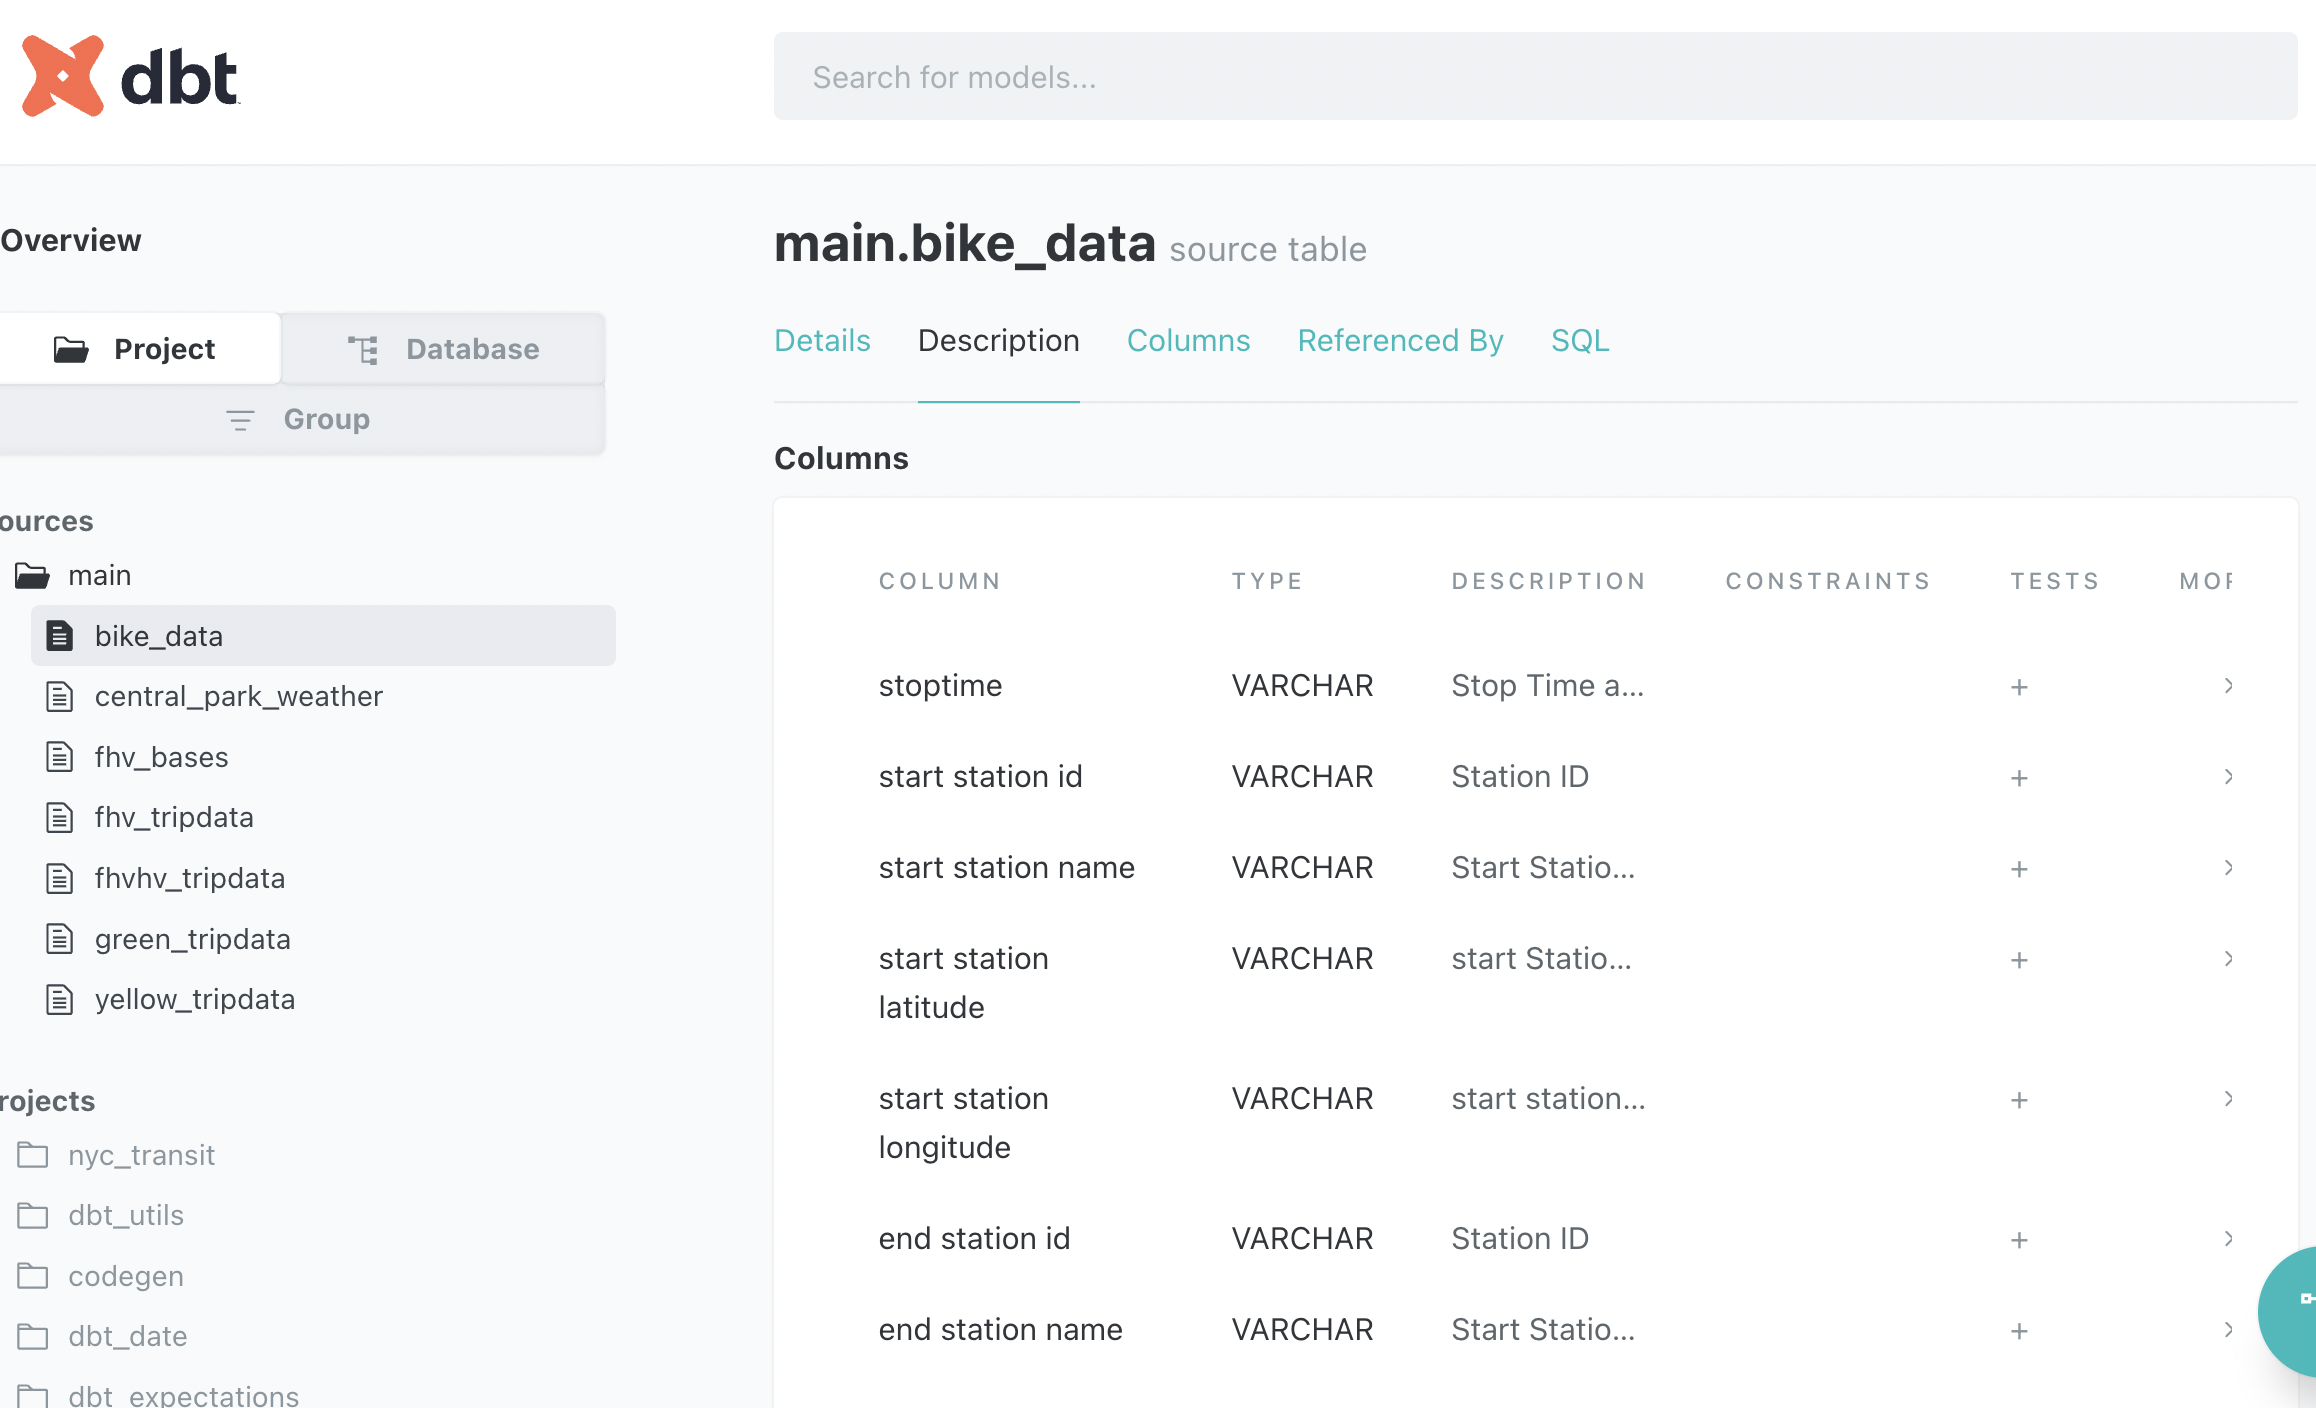 dbt
Search for models...
Overview
Project
Database
Group
ources
main
bike_data
central_park_weather
fhv_bases
fhv_tripdata
fhvhv_tripdata
green_tripdata
yellow_tripdata
rojects
nyc_transit
dbt_utils
codegen
dbt_date
dbt_expectations
main.bike_data source table
Details Description Columns Referenced By SQL
Columns
COLUMN TYPE DESCRIPTION CONSTRAINTS TESTS MOR
stoptime VARCHAR Stop Time a... + >
start station id VARCHAR Station ID + >
start station name VARCHAR Start Statio... + >
start station VARCHAR start Statio... + >
latitude
start station VARCHAR start station... + >
longitude
end station id VARCHAR Station ID + >
end station name VARCHAR Start Statio... + >